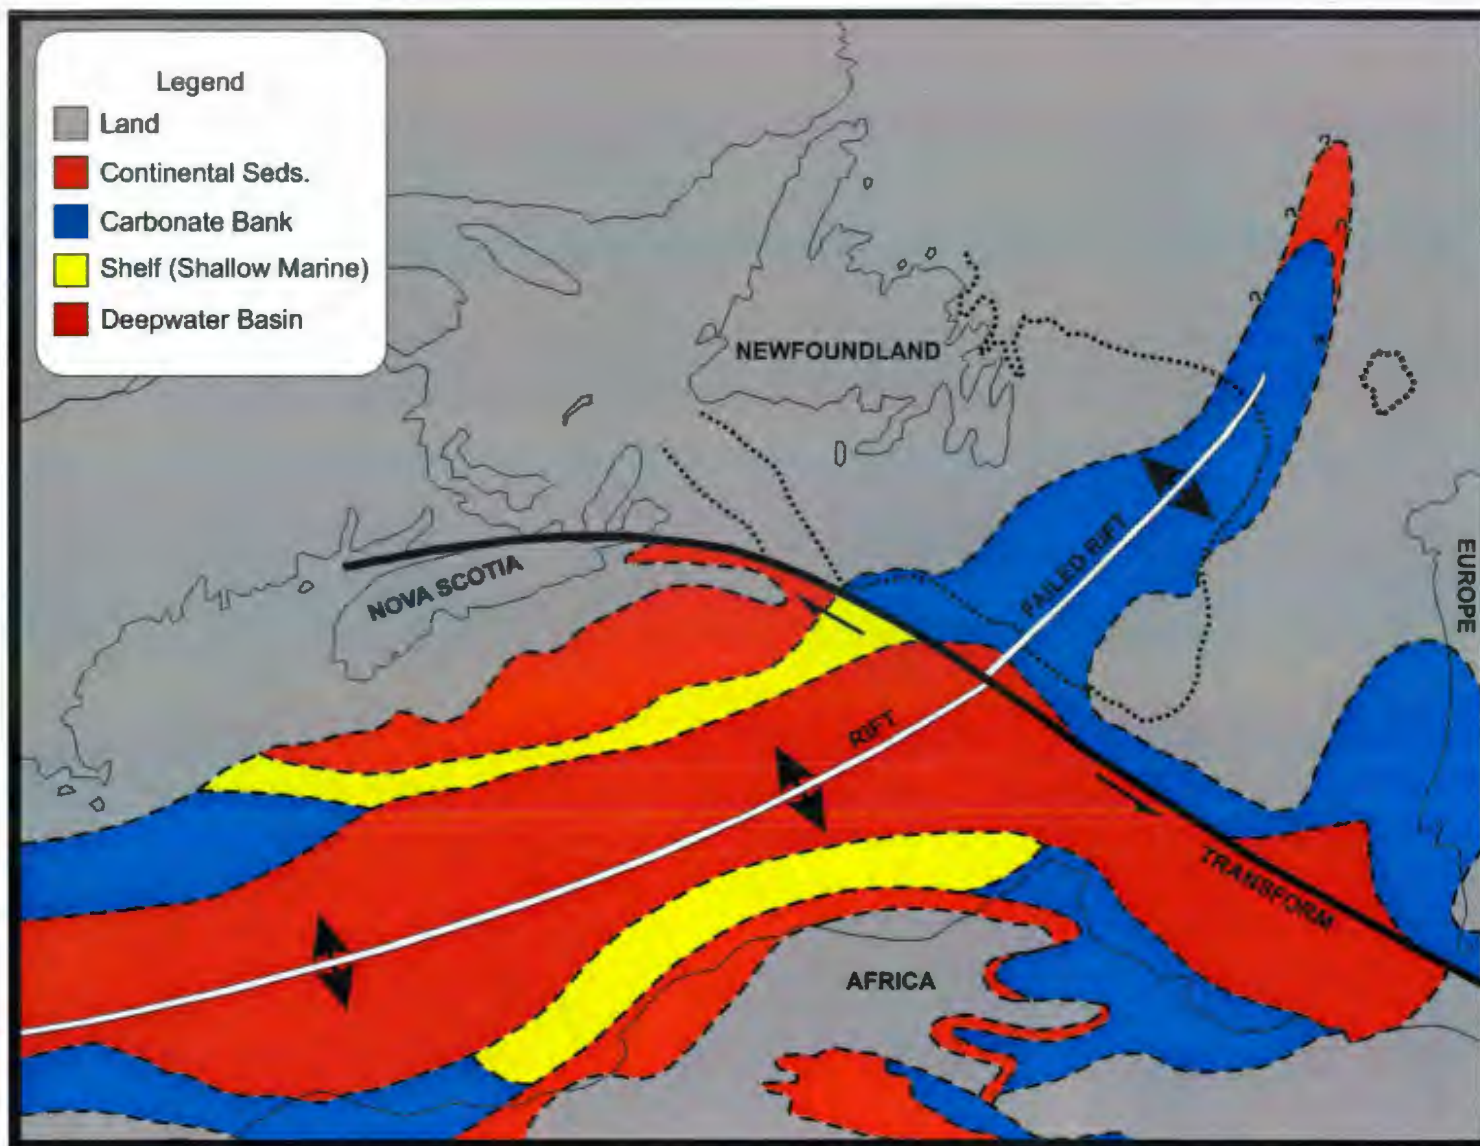 Legend
Land
Continental Seds.
Carbonate Bank
Shelf (Shallow Marine)
Deepwater Basin
?
?
?
?
?
NEWFOUNDLAND
FAILED RIFT
EUROPE
NOVA SCOTIA
RIFT
TRANSFORM
AFRICA